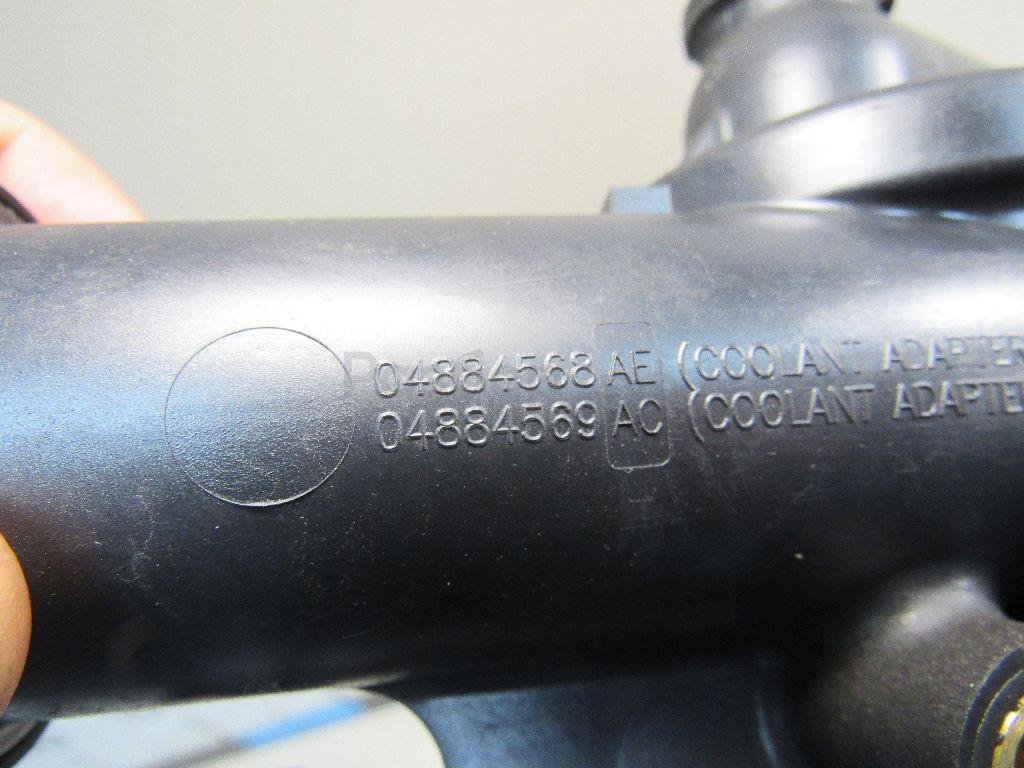 04884568 AE (COOLANT ADAPTER
04884569 AC (COOLANT ADAPTER